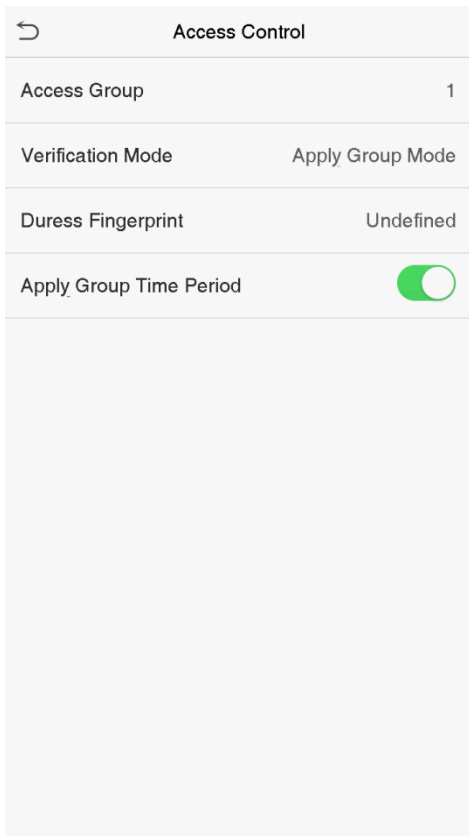 Access Control
Access Group 1
Verification Mode Apply Group Mode
Duress Fingerprint Undefined
Apply Group Time Period